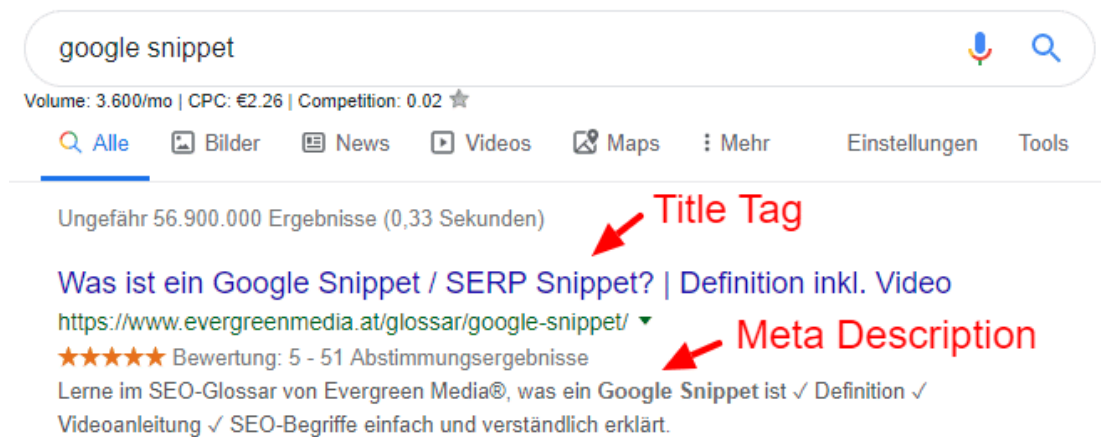 google snippet
Volume: 3.600/mo | CPC: €2.26 | Competition: 0.02
Alle Bilder News Videos Maps Mehr Einstellungen Tools
Ungefähr 56.900.000 Ergebnisse (0,33 Sekunden)
Title Tag
Was ist ein Google Snippet / SERP Snippet? | Definition inkl. Video
https://www.evergreenmedia.at/glossar/google-snippet/
Meta Description
Bewertung: 5 - 51 Abstimmungsergebnisse
Lerne im SEO-Glossar von Evergreen Media®, was ein Google Snippet ist ✓ Definition ✓
Videoanleitung ✓ SEO-Begriffe einfach und verständlich erklärt.